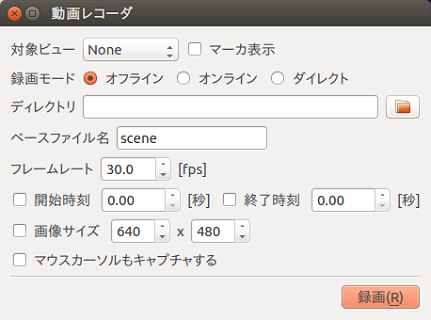 動画レコーダ
対象ビュー None マーカ表示
録画モード オフライン オンライン ダイレクト
ディレクトリ
ベースファイル名 scene
フレームレート 30.0 [fps]
開始時刻 0.00 [秒] 終了時刻 0.00 [秒]
画像サイズ 640 x 480
マウスカーソルもキャプチャする
録画(R)